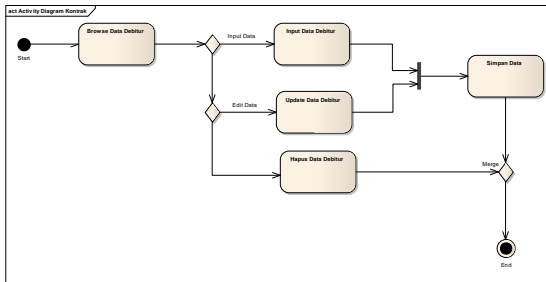 act Activity Diagram Kontrak
Browse Data Debitur
Input Data
Input Data Debitur
Simpan Data
Start
Edit Data
Update Data Debitur
Hapus Data Debitur
Merge
End